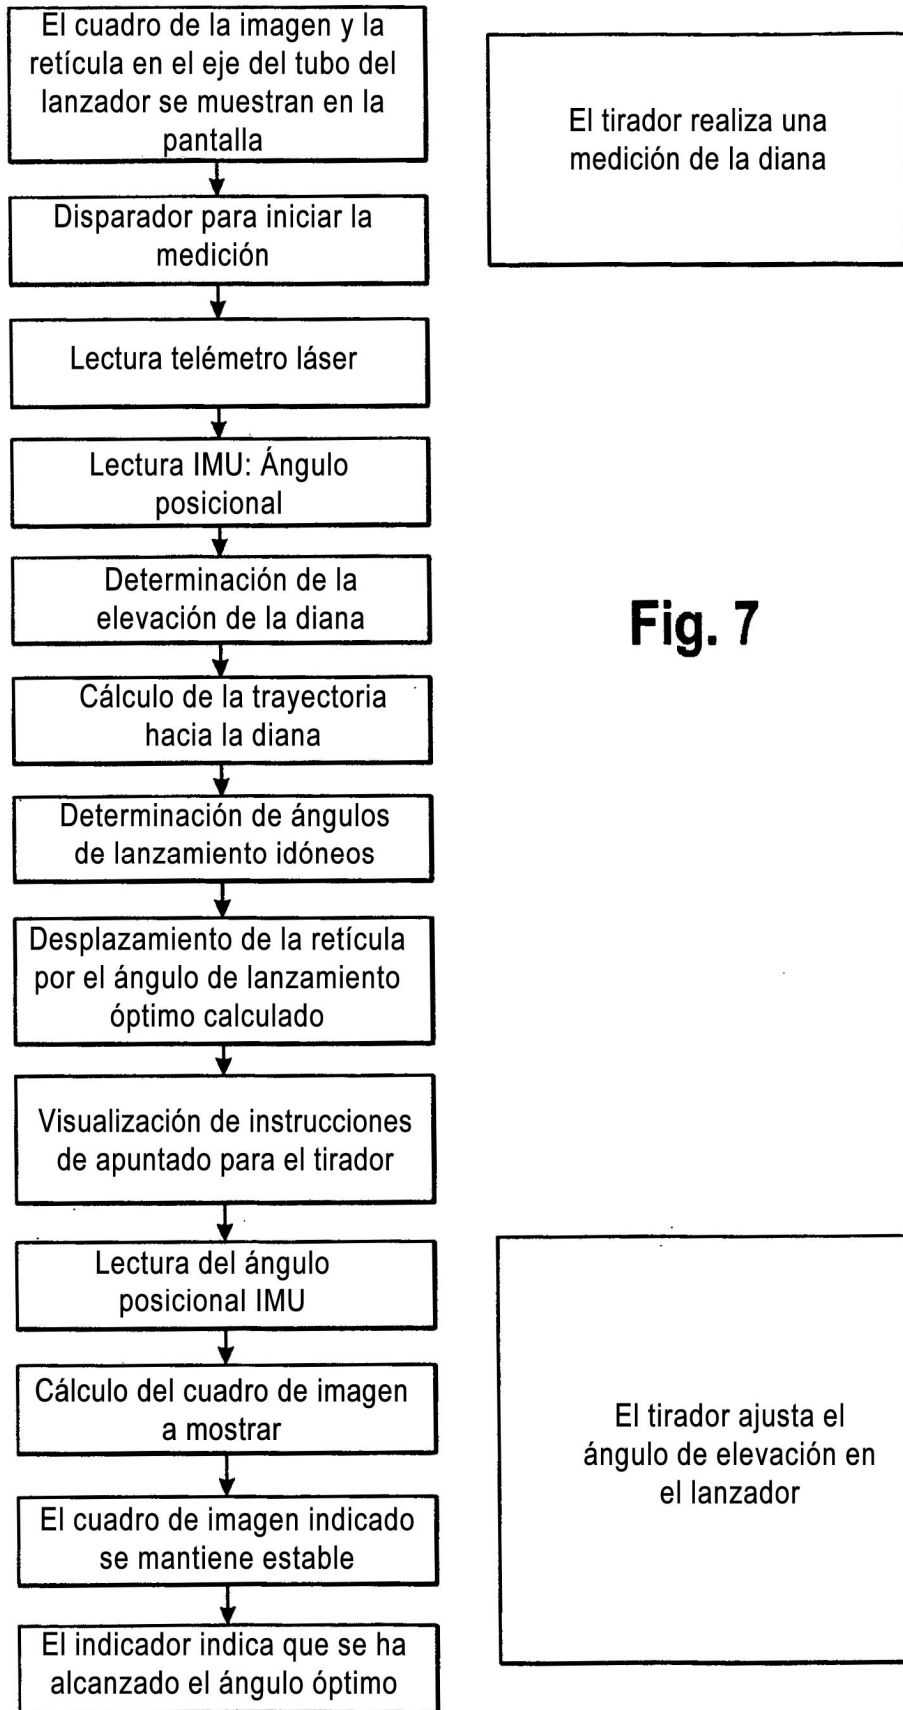 El cuadro de la imagen y la
retícula en el eje del tubo del
lanzador se muestran en la
pantalla
Disparador para iniciar la
medición
Lectura telémetro láser
Lectura IMU: Ángulo
posicional
Determinación de la
elevación de la diana
Cálculo de la trayectoria
hacia la diana
Determinación de ángulos
de lanzamiento idóneos
Desplazamiento de la retícula
por el ángulo de lanzamiento
óptimo calculado
Visualización de instrucciones
de apuntado para el tirador
Lectura del ángulo
posicional IMU
Cálculo del cuadro de imagen
a mostrar
El cuadro de imagen indicado
se mantiene estable
El indicador indica que se ha
alcanzado el ángulo óptimo
El tirador realiza una
medición de la diana
Fig. 7
El tirador ajusta el
ángulo de elevación en
el lanzador